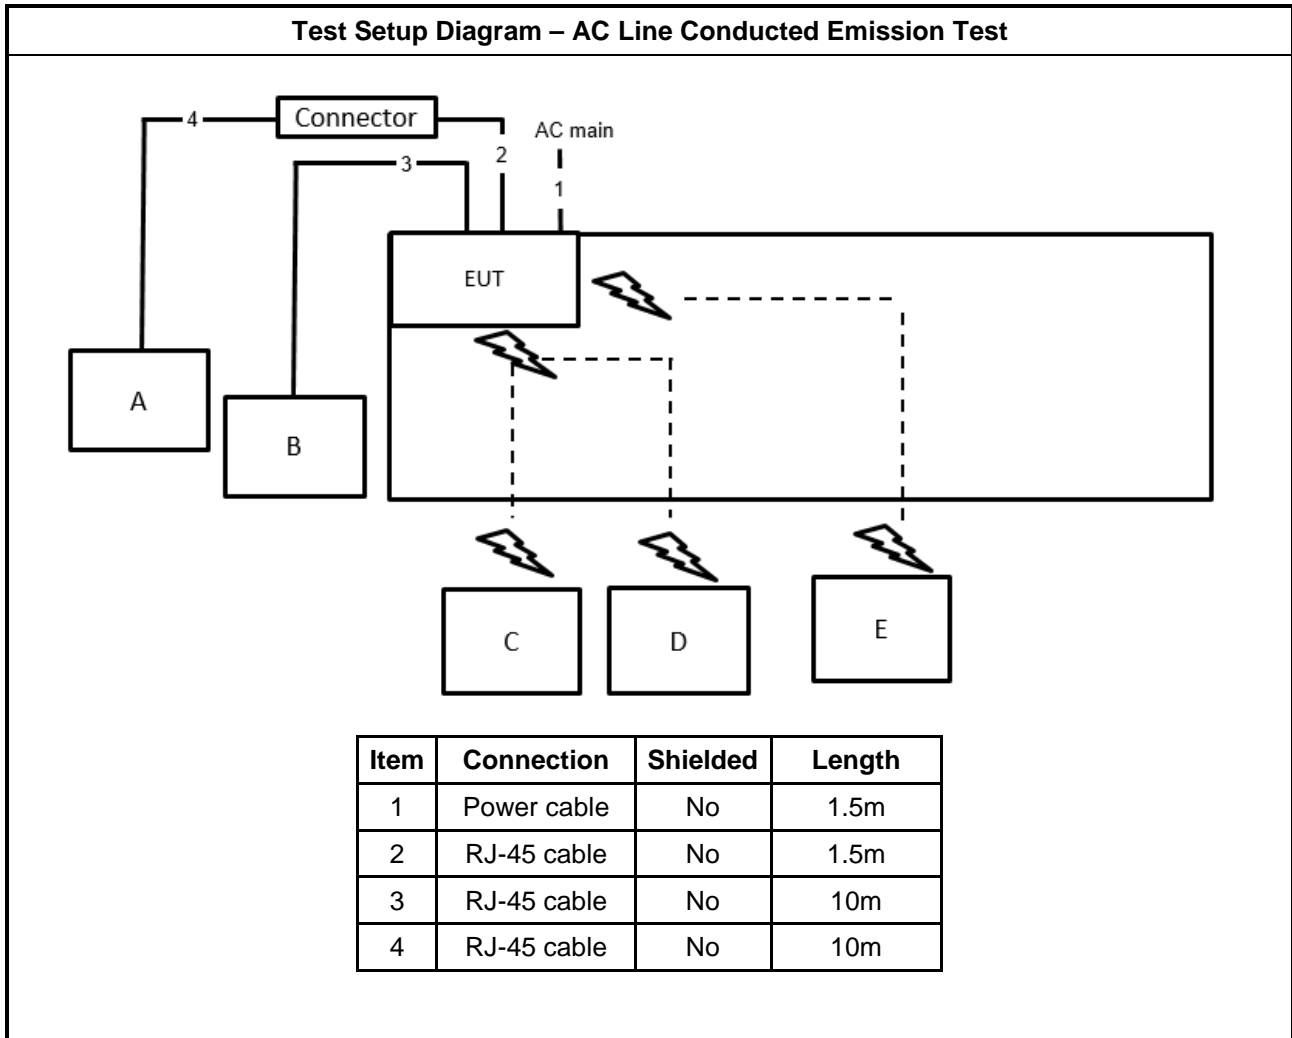 Test Setup Diagram – AC Line Conducted Emission Test
4
Connector
AC main
3
2
1
EUT
A
B
C
D
E
Item Connection Shielded Length
1 Power cable No 1.5m
2 RJ-45 cable No 1.5m
3 RJ-45 cable No 10m
4 RJ-45 cable No 10m